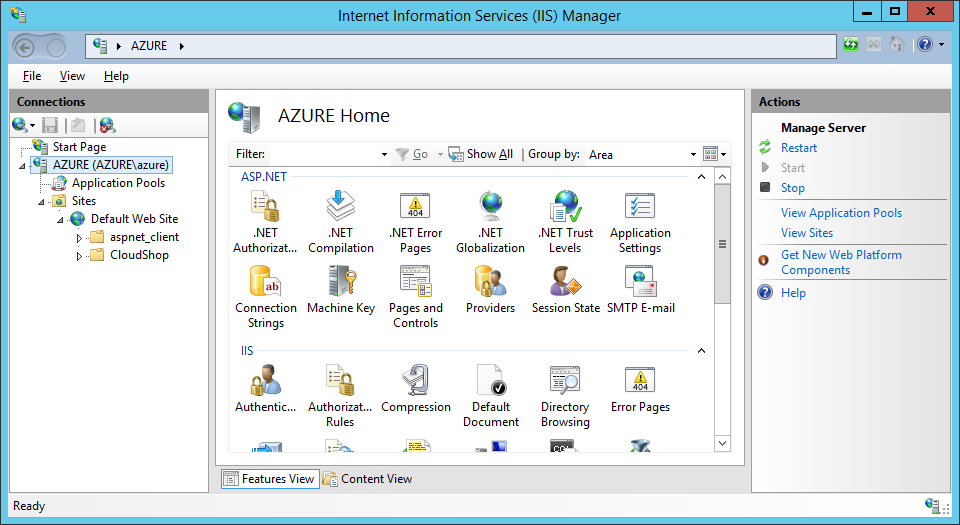 Internet Information Services (IIS) Manager
AZURE
File View Help
Connections
Start Page
AZURE (AZURE\azure)
Application Pools
Sites
Default Web Site
aspnet_client
CloudShop
AZURE Home
Filter: Go Show All Group by: Area
ASP.NET
.NET Authorizat...
.NET Compilation
.NET Error Pages
.NET Globalization
.NET Trust Levels
Application Settings
Connection Strings
Machine Key
Pages and Controls
Providers
Session State
SMTP E-mail
IIS
Authentic...
Authorizat... Rules
Compression
Default Document
Directory Browsing
Error Pages
Features View
Content View
Actions
Manage Server
Restart
Start
Stop
View Application Pools
View Sites
Get New Web Platform
Components
Help
Ready